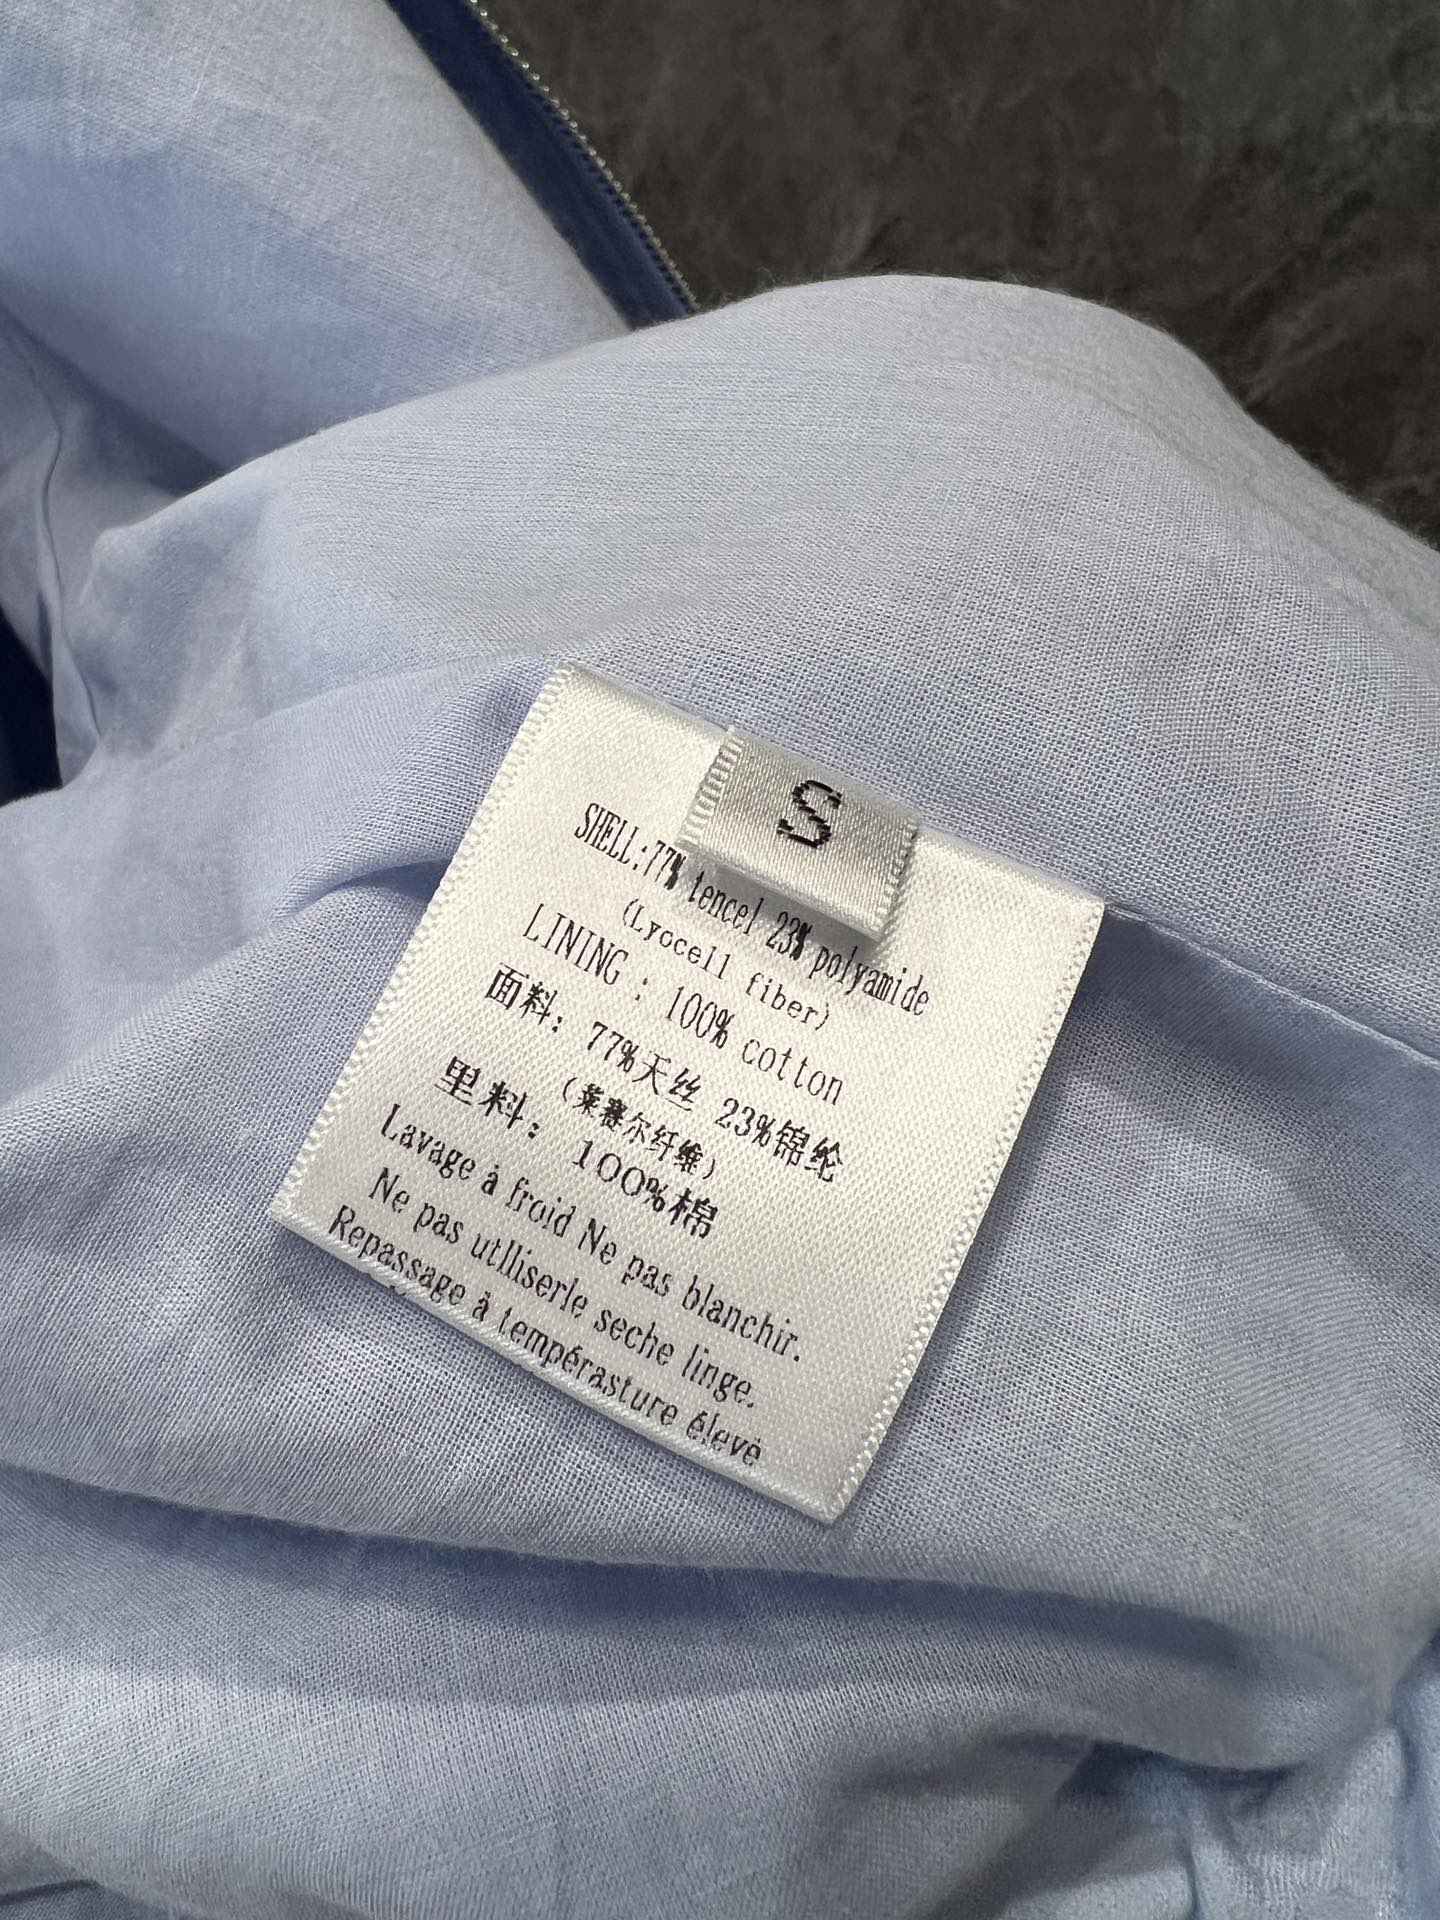 S
SHELL:77% tencel 23% polyamide
(Lyocell fiber)
LINING : 100% cotton
面料: 77%天丝 23%锦纶
(莱赛尔纤维)
里料: 100%棉
Lavage à froid Ne pas blanchir.
Ne pas utlliserle seche linge.
Repassage à tempérasture élevé